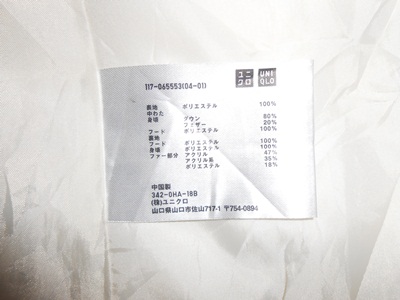 ユニクロ
UNIQLO
117-065553(04-01)
表地 ポリエステル 100%
中わた
身頃 ダウン 80%
フェザー 20%
フード ポリエステル 100%
裏地
フード ポリエステル 100%
身頃 ポリエステル 100%
ファー部分 アクリル 47%
アクリル系 35%
ポリエステル 18%
中国製
342-OHA-18B
(株)ユニクロ
山口県山口市佐山717-1 〒754-0894